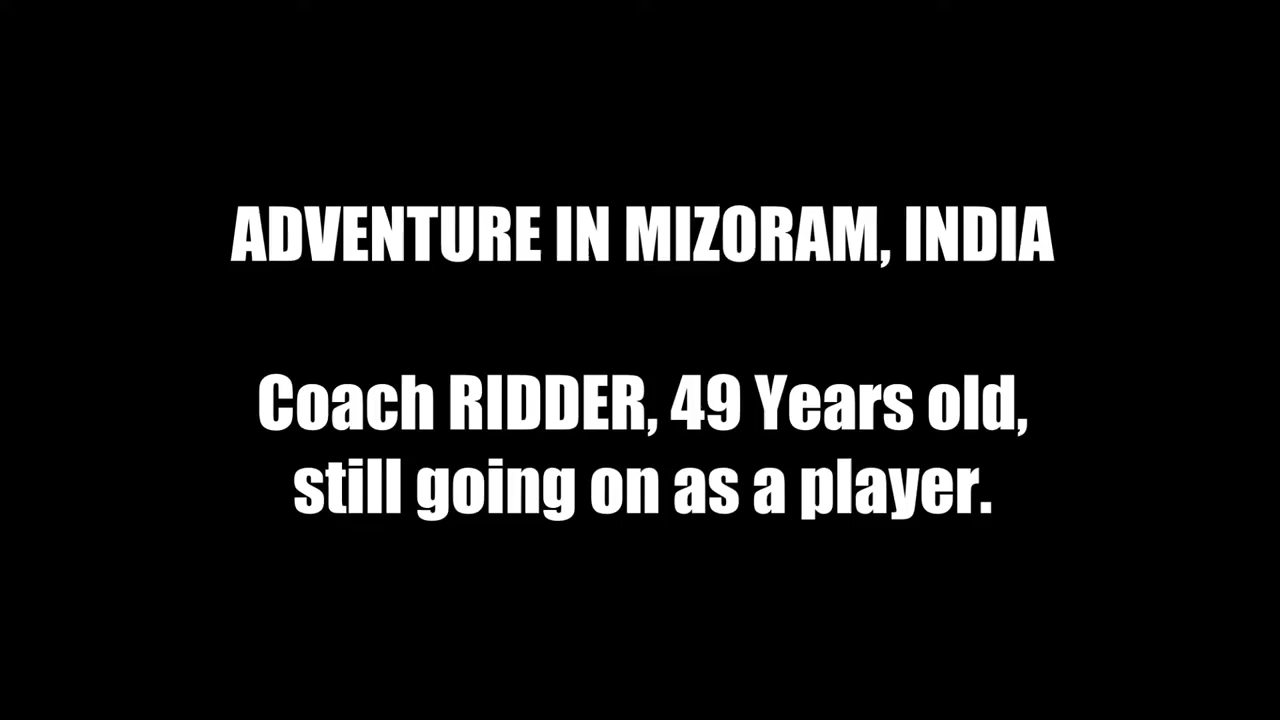 ADVENTURE IN MIZORAM, INDIA
Coach RIDDER, 49 Years old,
still going on as a player.